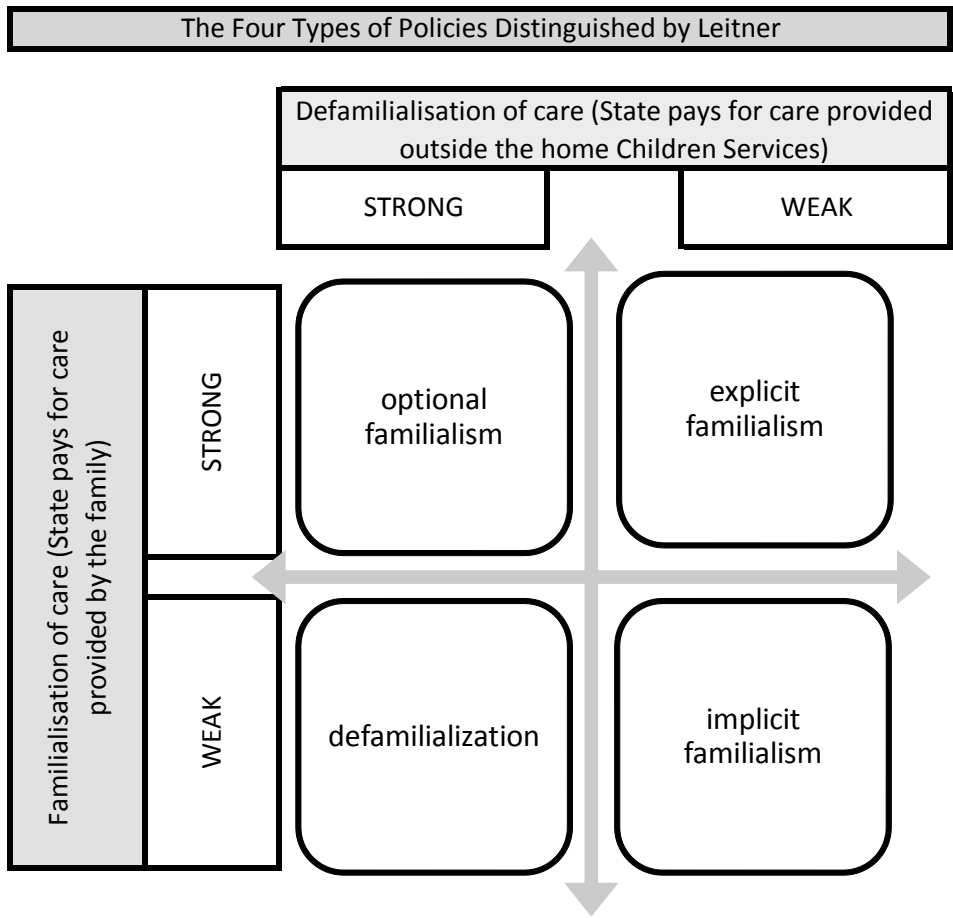 The Four Types of Policies Distinguished by Leitner
Defamilialisation of care (State pays for care provided
outside the home Children Services)
STRONG
WEAK
Familialisation of care (State pays for care
provided by the family)
STRONG
optional
familialism
explicit
familialism
WEAK
defamilialization
implicit
familialism